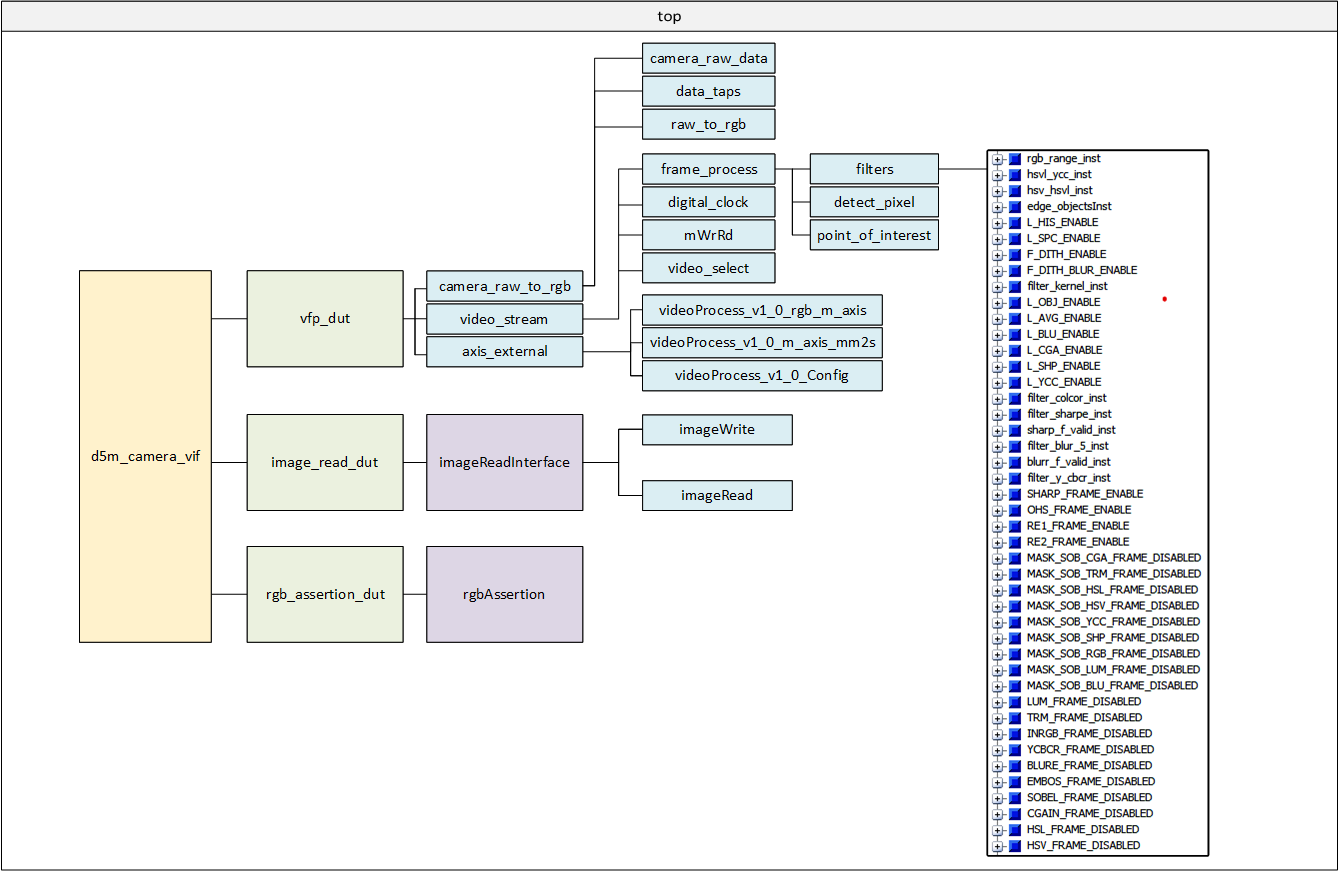 top
camera_raw_data
data_taps
raw_to_rgb
frame_process
filters
digital_clock
detect_pixel
mWrRd
point_of_interest
video_select
camera_raw_to_rgb
vfp_dut
video_stream
axis_external
videoProcess_v1_0_rgb_m_axis
videoProcess_v1_0_m_axis_mm2s
videoProcess_v1_0_Config
d5m_camera_vif
image_read_dut
imageReadInterface
imageWrite
imageRead
rgb_assertion_dut
rgbAssertion
rgb_range_inst
hsvl_ycc_inst
hsv_hsvl_inst
edge_objectsInst
L_HIS_ENABLE
L_SPC_ENABLE
F_DITH_ENABLE
F_DITH_BLUR_ENABLE
filter_kernel_inst
L_OBJ_ENABLE
L_AVG_ENABLE
L_BLU_ENABLE
L_CGA_ENABLE
L_SHP_ENABLE
L_YCC_ENABLE
filter_colcor_inst
filter_sharpe_inst
sharp_f_valid_inst
filter_blur_5_inst
blurr_f_valid_inst
filter_y_cbcr_inst
SHARP_FRAME_ENABLE
OHS_FRAME_ENABLE
RE1_FRAME_ENABLE
RE2_FRAME_ENABLE
MASK_SOB_CGA_FRAME_DISABLED
MASK_SOB_TRM_FRAME_DISABLED
MASK_SOB_HSL_FRAME_DISABLED
MASK_SOB_HSV_FRAME_DISABLED
MASK_SOB_YCC_FRAME_DISABLED
MASK_SOB_SHP_FRAME_DISABLED
MASK_SOB_RGB_FRAME_DISABLED
MASK_SOB_LUM_FRAME_DISABLED
MASK_SOB_BLU_FRAME_DISABLED
LUM_FRAME_DISABLED
TRM_FRAME_DISABLED
INRGB_FRAME_DISABLED
YCBCR_FRAME_DISABLED
BLURE_FRAME_DISABLED
EMBOS_FRAME_DISABLED
SOBEL_FRAME_DISABLED
CGAIN_FRAME_DISABLED
HSL_FRAME_DISABLED
HSV_FRAME_DISABLED